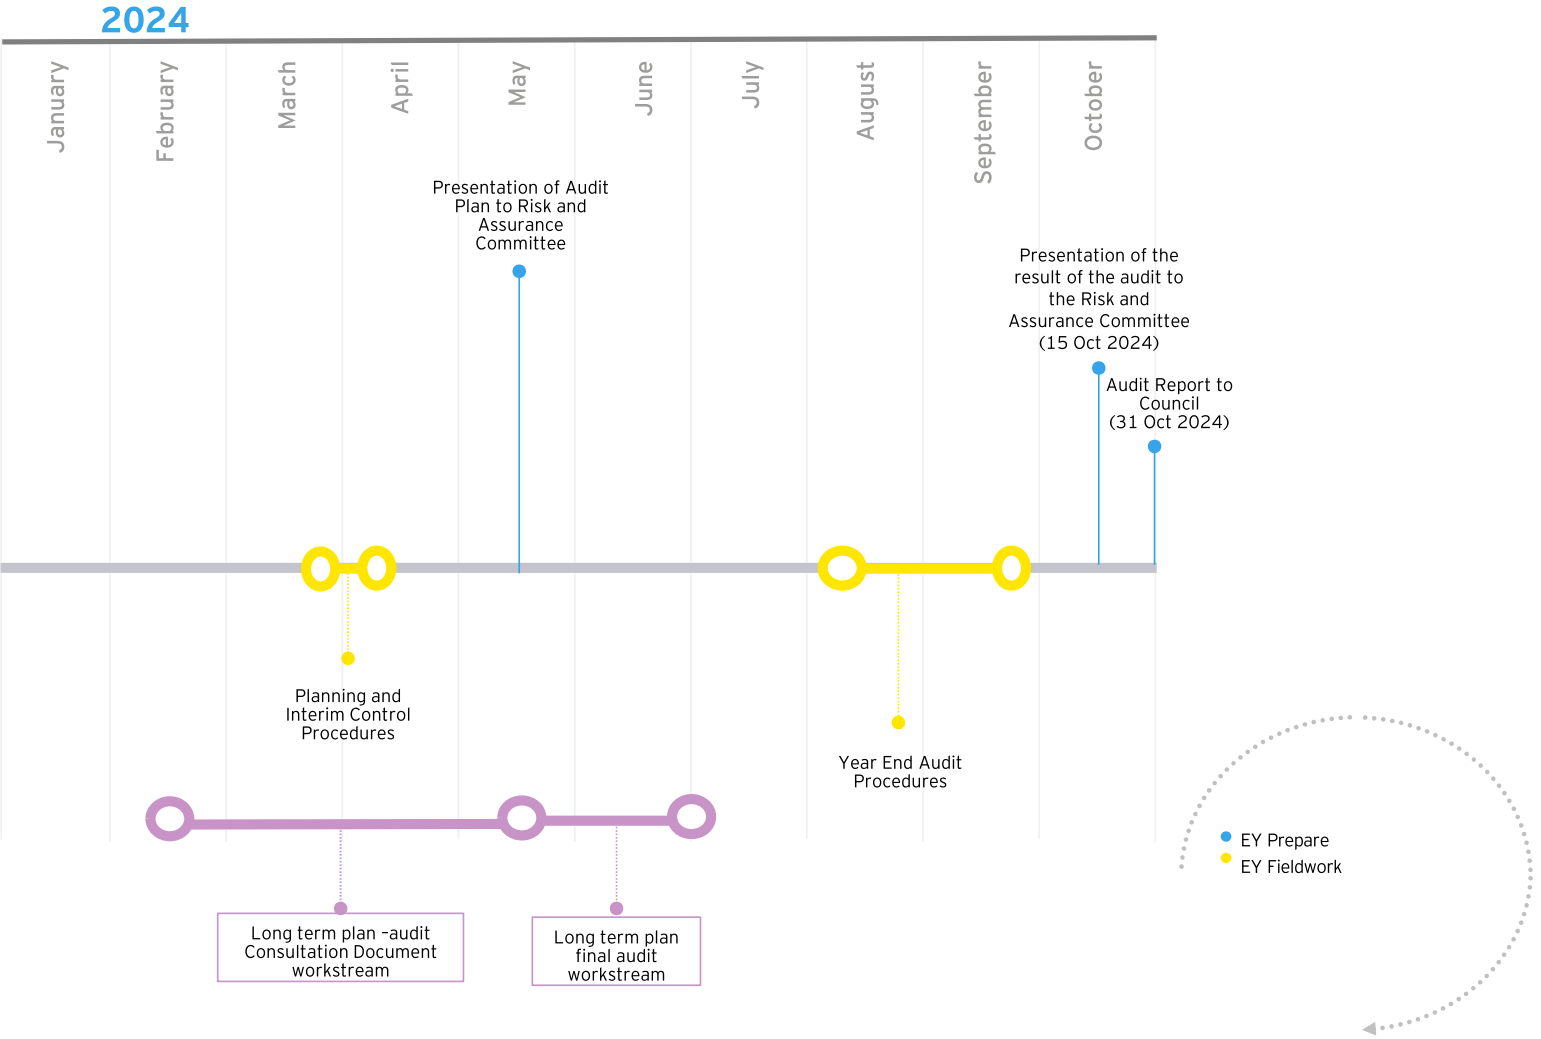 2024
January
February
March
April
May
June
July
August
September
October
Presentation of Audit
Plan to Risk and
Assurance
Committee
Presentation of the
result of the audit to
the Risk and
Assurance Committee
(15 Oct 2024)
Audit Report to
Council
(31 Oct 2024)
Planning and
Interim Control
Procedures
Year End Audit
Procedures
EY Prepare
EY Fieldwork
Long term plan –audit
Consultation Document
workstream
Long term plan
final audit
workstream